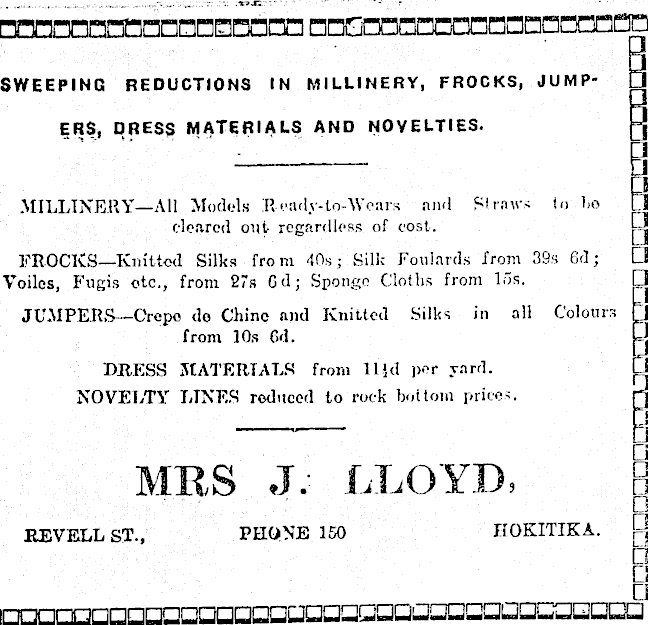 SWEEPING REDUCTIONS IN MILLINERY, FROCKS, JUMP-
ERS, DRESS MATERIALS AND NOVELTIES.
MILLINERY—All Models Ready-to-Wears and Straws to be
cleared out regardless of cost.
FROCKS—Knitted Silks from 40s; Silk Foulards from 39s 6d;
Voiles, Fugis etc., from 27s 6d; Sponge Cloths from 15s.
JUMPERS—Crepe de Chine and Knitted Silks in all Colours
from 10s 6d.
DRESS MATERIALS from 11½d per yard.
NOVELTY LINES reduced to rock bottom prices.
MRS J. LLOYD,
REVELL ST., PHONE 150 HOKITIKA.